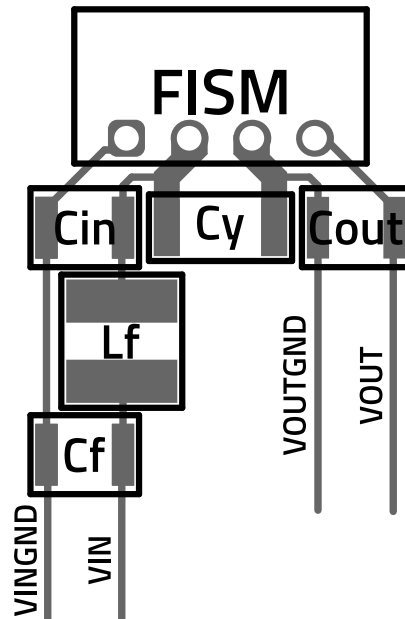 FISM
Cin
Cy
Cout
Lf
VOUTGND
VOUT
Cf
VINGND
VIN